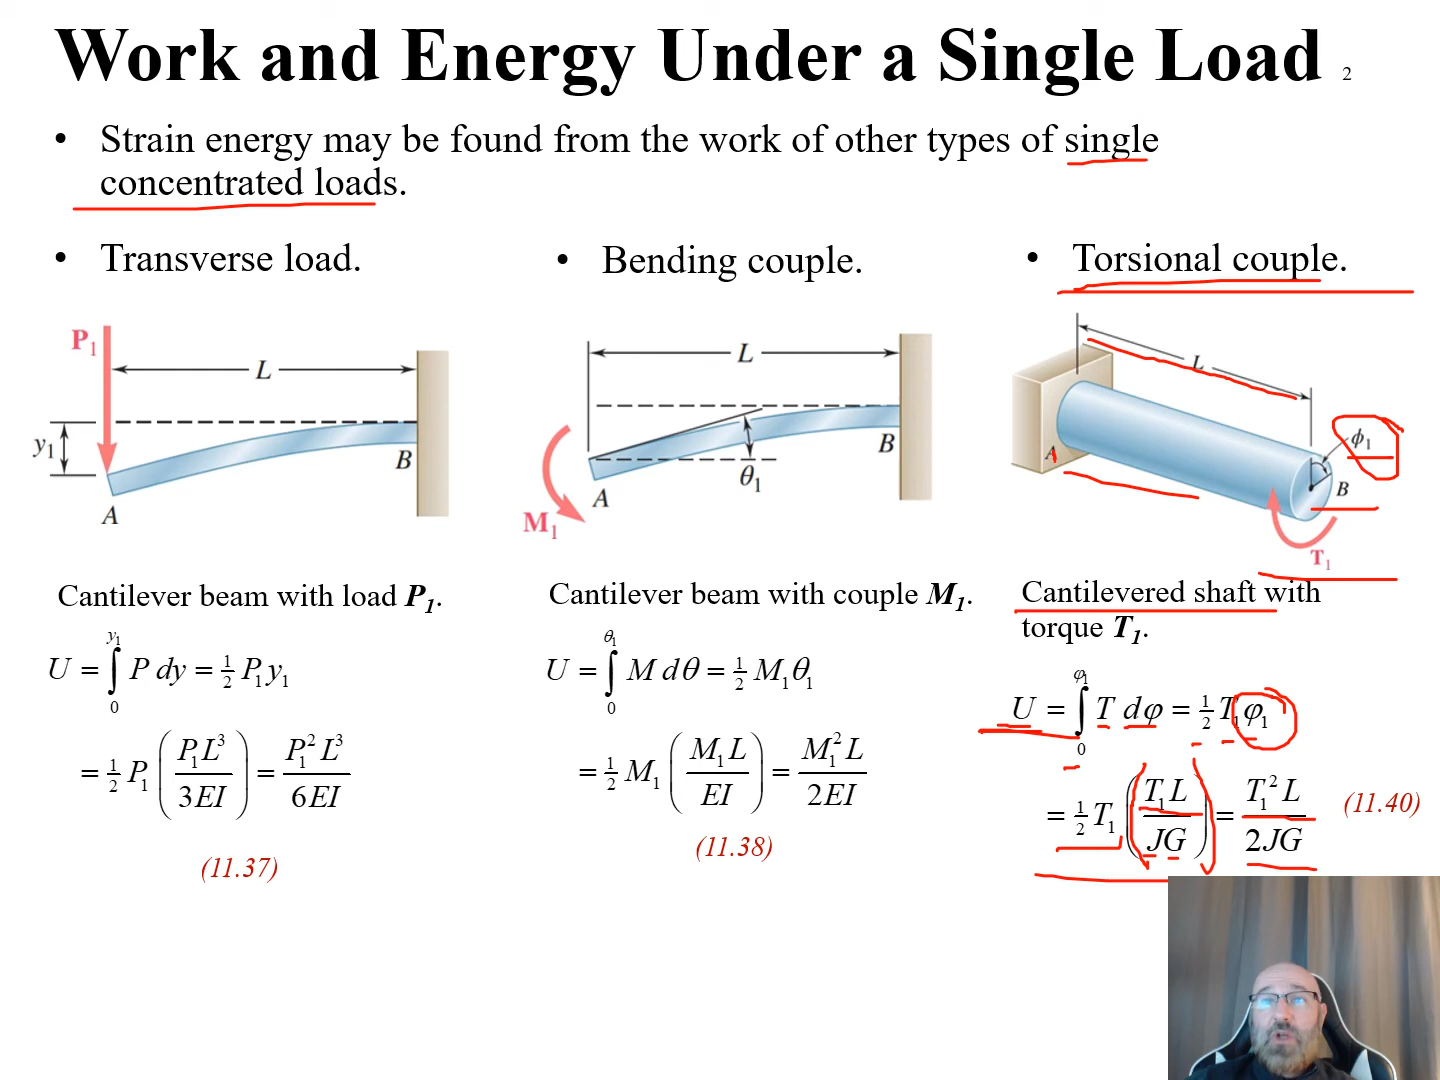 Work and Energy Under a Single Load 2
• Strain energy may be found from the work of other types of single
concentrated loads.
• Transverse load.
• Bending couple.
• Torsional couple.
P₁
L
y₁
B
A
L
B
θ₁
A
M₁
L
ϕ₁
A
B
T₁
Cantilever beam with load P₁.
U = ∫₀^{y₁} P dy = ½ P₁y₁
= ½ P₁ (P₁L³ / 3EI) = P₁²L³ / 6EI
(11.37)
Cantilever beam with couple M₁.
U = ∫₀^{θ₁} M dθ = ½ M₁θ₁
= ½ M₁ (M₁L / EI) = M₁²L / 2EI
(11.38)
Cantilevered shaft with
torque T₁.
U = ∫₀^{φ₁} T dφ = ½ T₁φ₁
= ½ T₁ (T₁L / JG) = T₁²L / 2JG
(11.40)